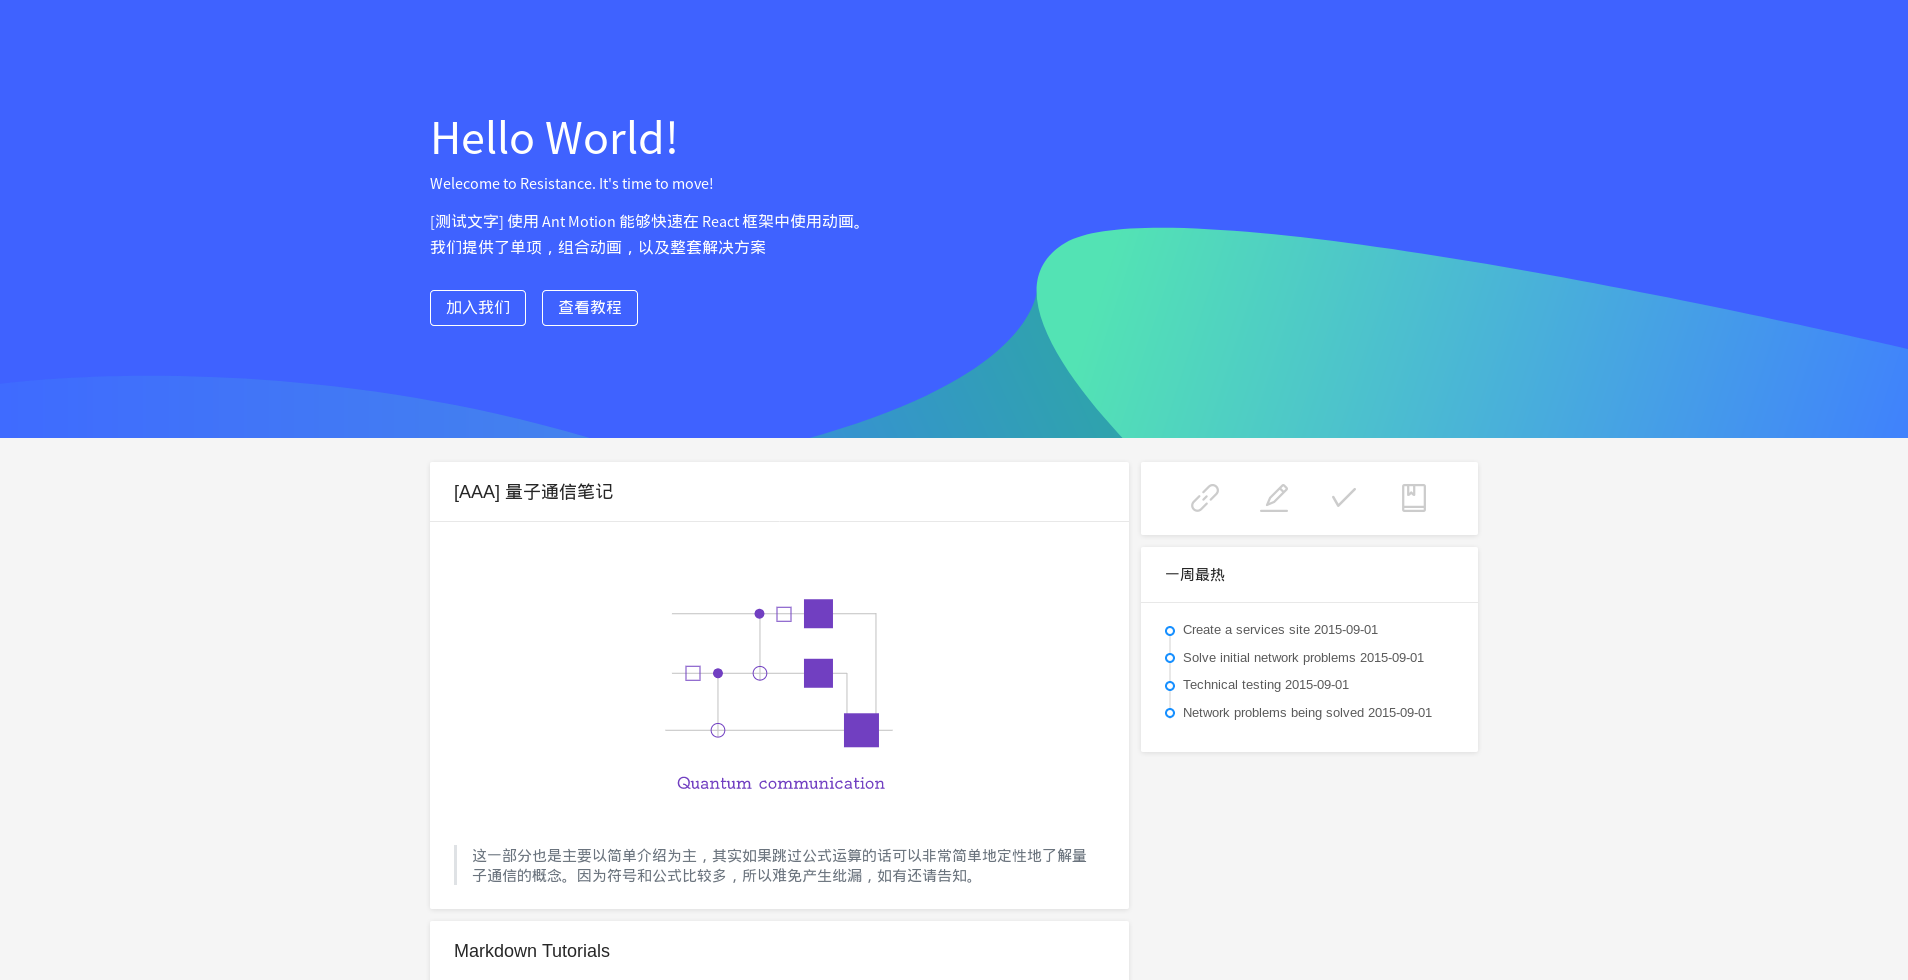 Hello World!
Welecome to Resistance. It's time to move!
[测试文字] 使用 Ant Motion 能够快速在 React 框架中使用动画。
我们提供了单项，组合动画，以及整套解决方案
加入我们 查看教程
[AAA] 量子通信笔记
Quantum communication
这一部分也是主要以简单介绍为主，其实如果跳过公式运算的话可以非常简单地定性地了解量
子通信的概念。因为符号和公式比较多，所以难免产生纰漏，如有还请告知。
Markdown Tutorials
一周最热
Create a services site 2015-09-01
Solve initial network problems 2015-09-01
Technical testing 2015-09-01
Network problems being solved 2015-09-01